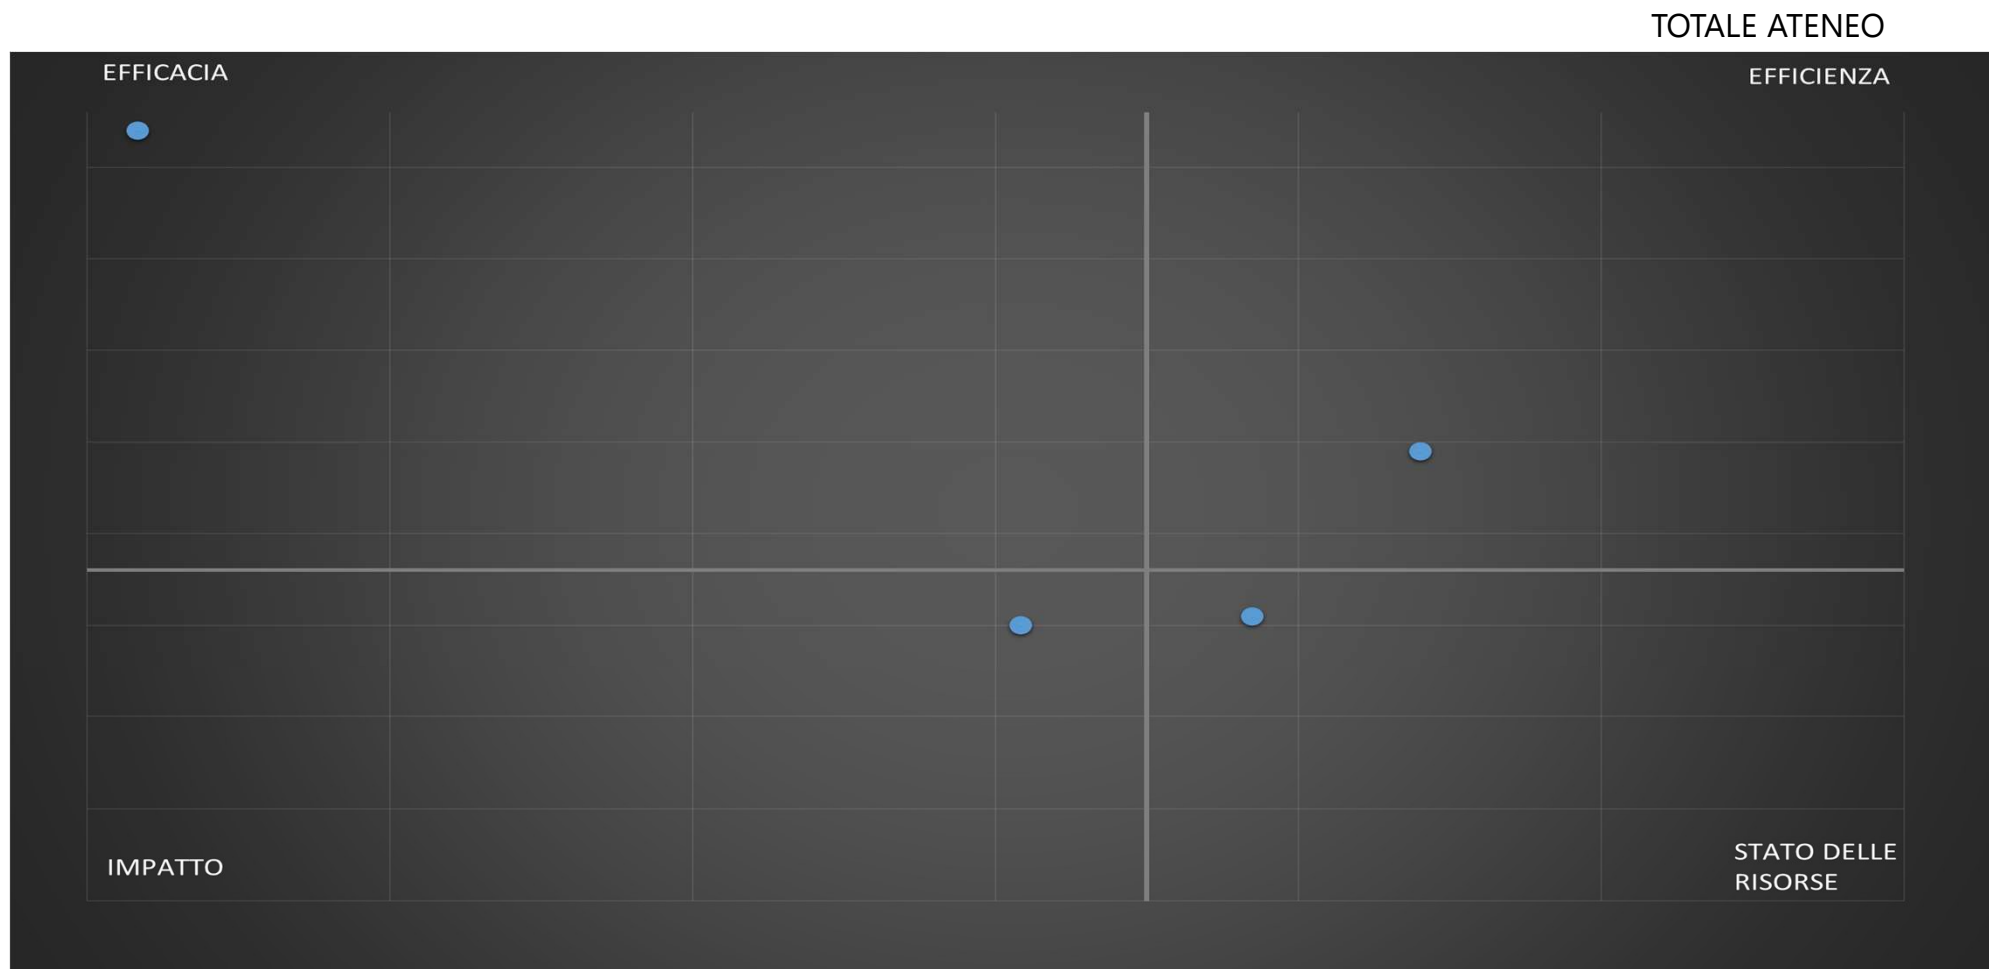 TOTALE ATENEO
EFFICACIA
EFFICIENZA
IMPATTO
STATO DELLE
RISORSE